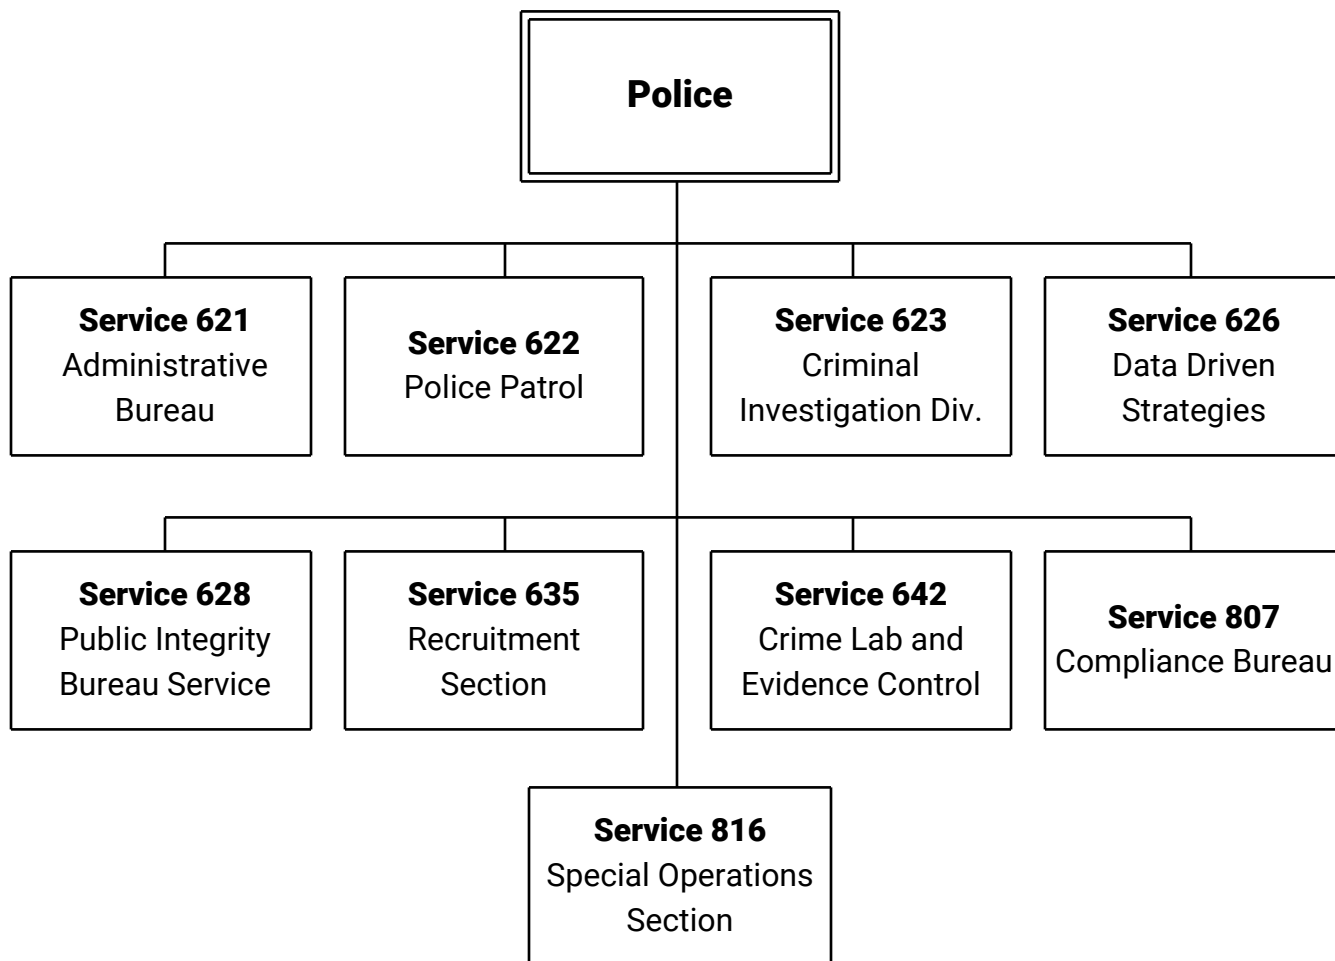 Police
Service 621
Administrative
Bureau
Service 622
Police Patrol
Service 623
Criminal
Investigation Div.
Service 626
Data Driven
Strategies
Service 628
Public Integrity
Bureau Service
Service 635
Recruitment
Section
Service 642
Crime Lab and
Evidence Control
Service 807
Compliance Bureau
Service 816
Special Operations
Section